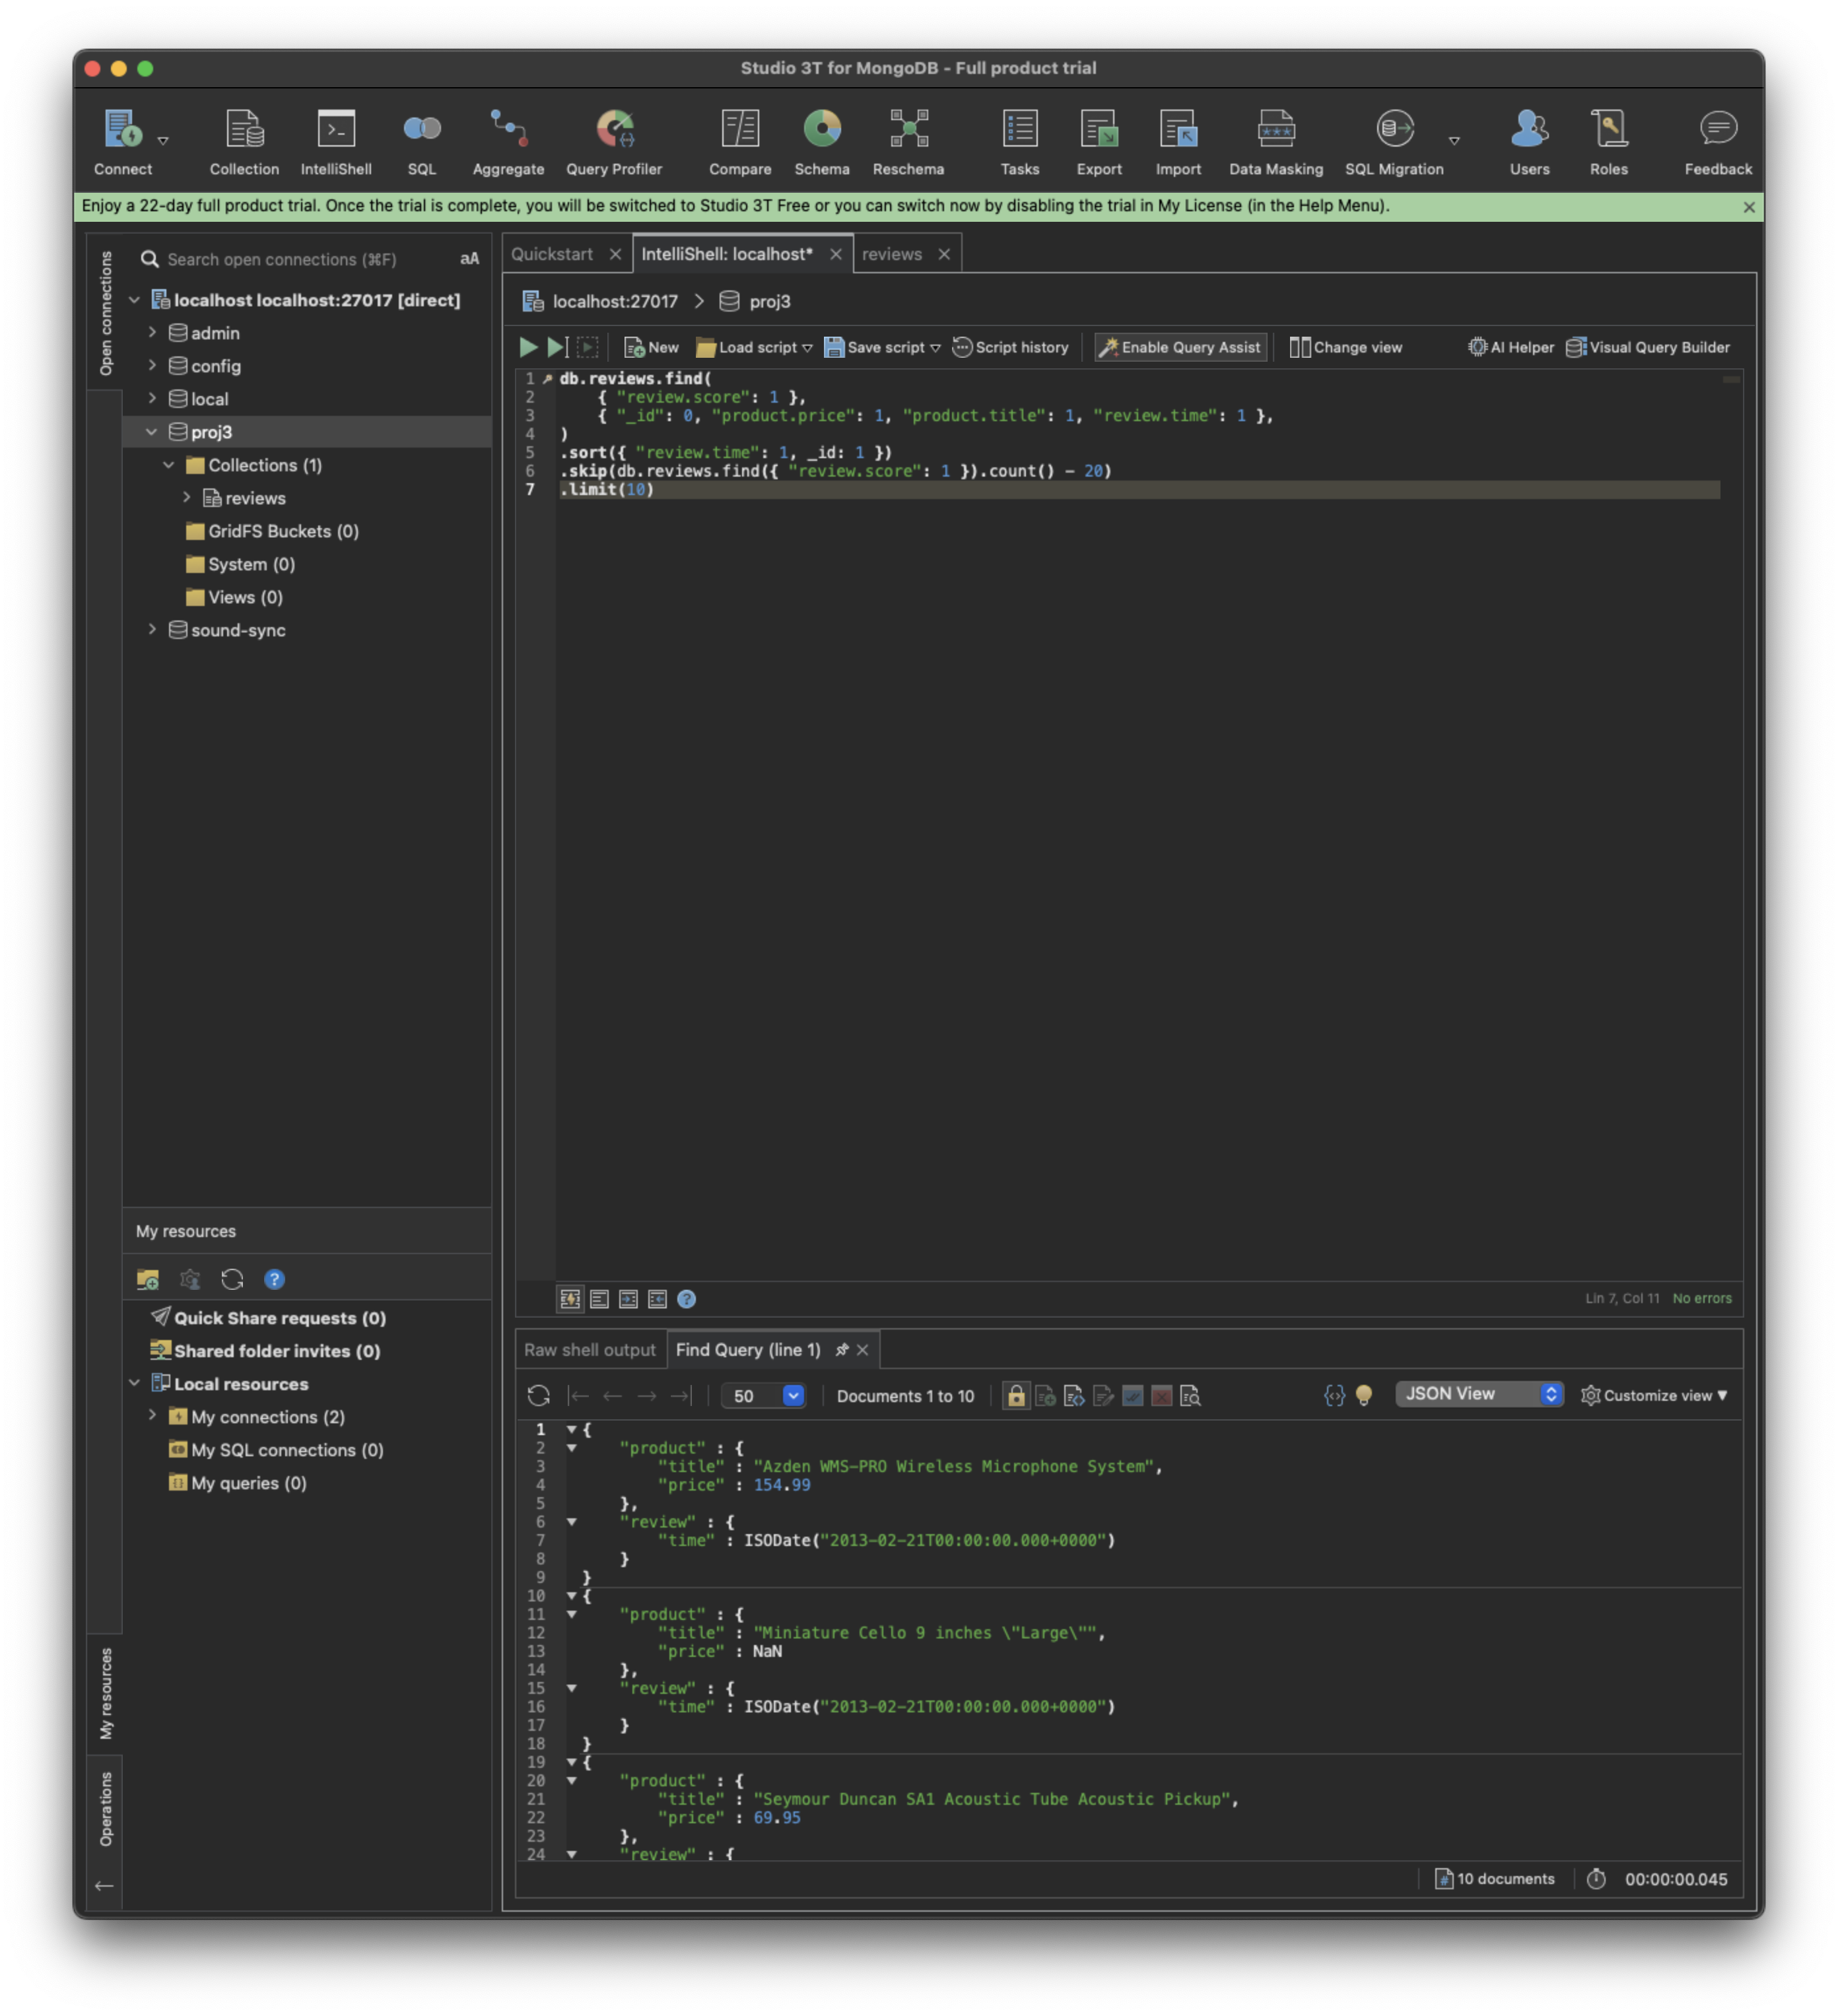 Studio 3T for MongoDB - Full product trial
Connect Collection IntelliShell SQL Aggregate Query Profiler Compare Schema Reschema Tasks Export Import Data Masking SQL Migration Users Roles Feedback
Enjoy a 22-day full product trial. Once the trial is complete, you will be switched to Studio 3T Free or you can switch now by disabling the trial in My License (in the Help Menu).
Open connections
Search open connections (⌘F) aA
localhost localhost:27017 [direct]
admin
config
local
proj3
Collections (1)
reviews
GridFS Buckets (0)
System (0)
Views (0)
sound-sync
My resources
Quick Share requests (0)
Shared folder invites (0)
Local resources
My connections (2)
My SQL connections (0)
My queries (0)
My resources
Operations
Quickstart IntelliShell: localhost* reviews
localhost:27017 > proj3
New Load script Save script Script history Enable Query Assist Change view AI Helper Visual Query Builder
1 db.reviews.find(
2 { "review.score": 1 },
3 { "_id": 0, "product.price": 1, "product.title": 1, "review.time": 1 },
4 )
5 .sort({ "review.time": 1, _id: 1 })
6 .skip(db.reviews.find({ "review.score": 1 }).count() - 20)
7 .limit(10)
Lin 7, Col 11 No errors
Raw shell output Find Query (line 1)
50 Documents 1 to 10 JSON View Customize view
1 {
2 "product" : {
3 "title" : "Azden WMS-PRO Wireless Microphone System",
4 "price" : 154.99
5 },
6 "review" : {
7 "time" : ISODate("2013-02-21T00:00:00.000+0000")
8 }
9 }
10 {
11 "product" : {
12 "title" : "Miniature Cello 9 inches \"Large\"",
13 "price" : NaN
14 },
15 "review" : {
16 "time" : ISODate("2013-02-21T00:00:00.000+0000")
17 }
18 }
19 {
20 "product" : {
21 "title" : "Seymour Duncan SA1 Acoustic Tube Acoustic Pickup",
22 "price" : 69.95
23 },
24 "review" : {
10 documents 00:00:00.045